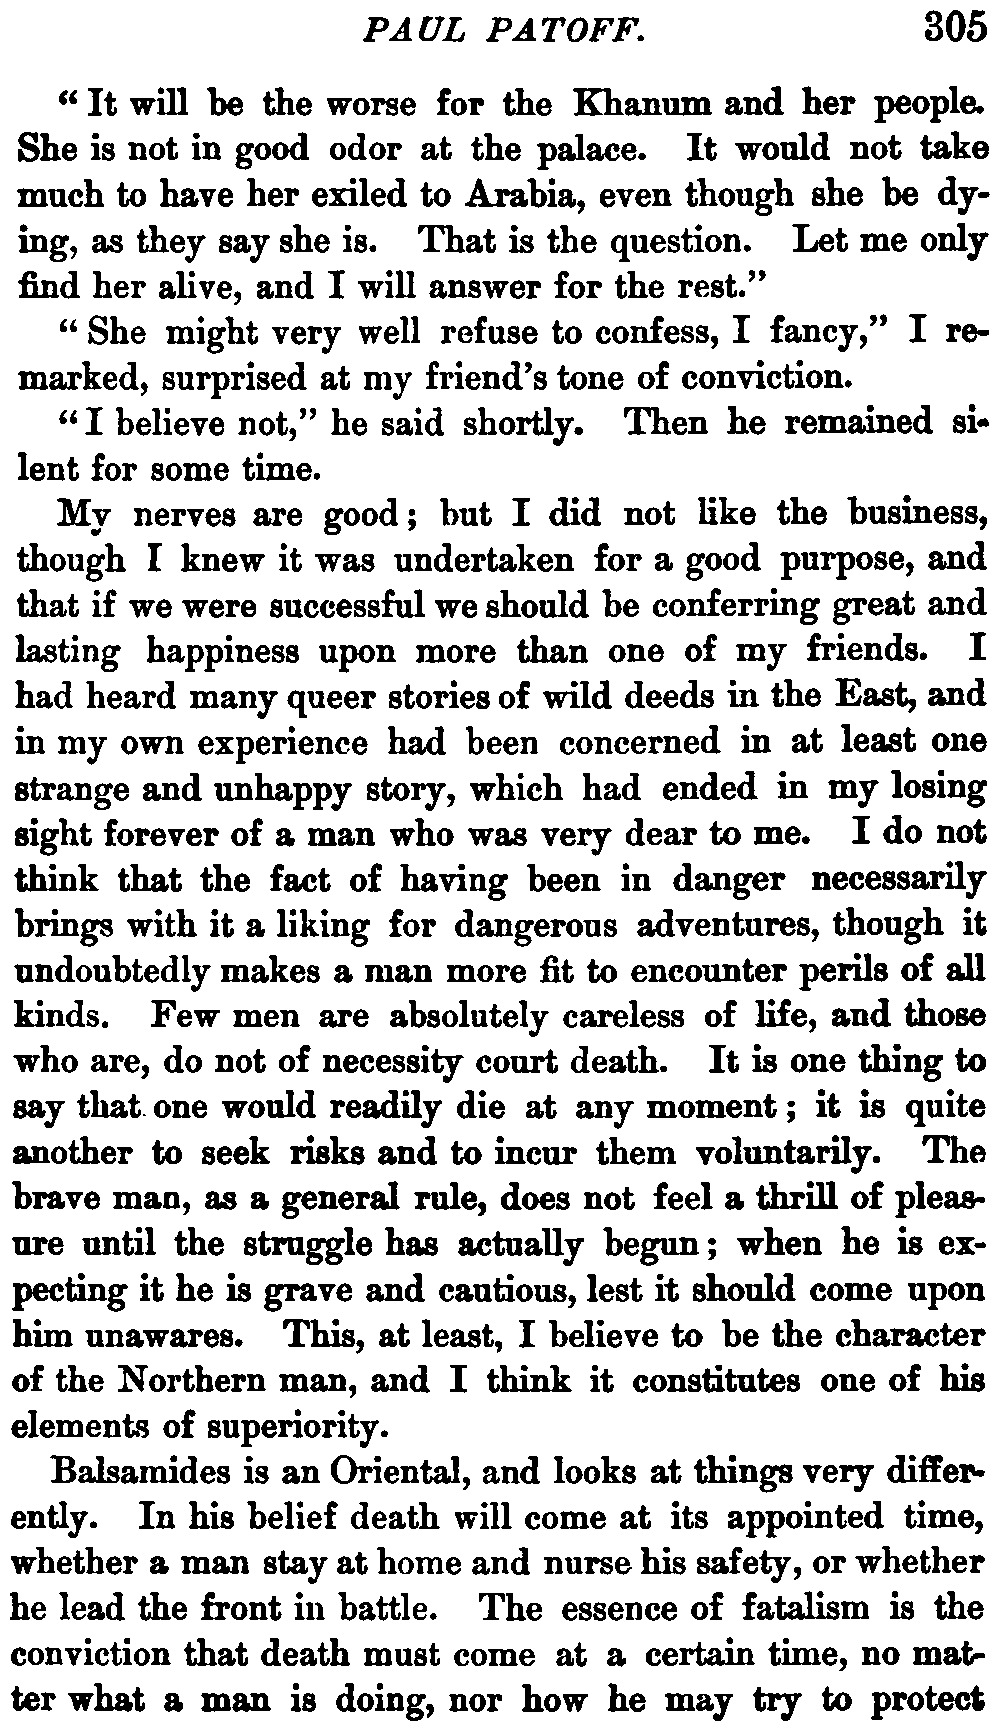 PAUL PATOFF. 305
“ It will be the worse for the Khanum and her people.
She is not in good odor at the palace. It would not take
much to have her exiled to Arabia, even though she be dy-
ing, as they say she is. That is the question. Let me only
find her alive, and I will answer for the rest.”
“ She might very well refuse to confess, I fancy,” I re-
marked, surprised at my friend’s tone of conviction.
“ I believe not,” he said shortly. Then he remained si-
lent for some time.
My nerves are good ; but I did not like the business,
though I knew it was undertaken for a good purpose, and
that if we were successful we should be conferring great and
lasting happiness upon more than one of my friends. I
had heard many queer stories of wild deeds in the East, and
in my own experience had been concerned in at least one
strange and unhappy story, which had ended in my losing
sight forever of a man who was very dear to me. I do not
think that the fact of having been in danger necessarily
brings with it a liking for dangerous adventures, though it
undoubtedly makes a man more fit to encounter perils of all
kinds. Few men are absolutely careless of life, and those
who are, do not of necessity court death. It is one thing to
say that one would readily die at any moment ; it is quite
another to seek risks and to incur them voluntarily. The
brave man, as a general rule, does not feel a thrill of pleas-
ure until the struggle has actually begun ; when he is ex-
pecting it he is grave and cautious, lest it should come upon
him unawares. This, at least, I believe to be the character
of the Northern man, and I think it constitutes one of his
elements of superiority.
Balsamides is an Oriental, and looks at things very differ-
ently. In his belief death will come at its appointed time,
whether a man stay at home and nurse his safety, or whether
he lead the front in battle. The essence of fatalism is the
conviction that death must come at a certain time, no mat-
ter what a man is doing, nor how he may try to protect